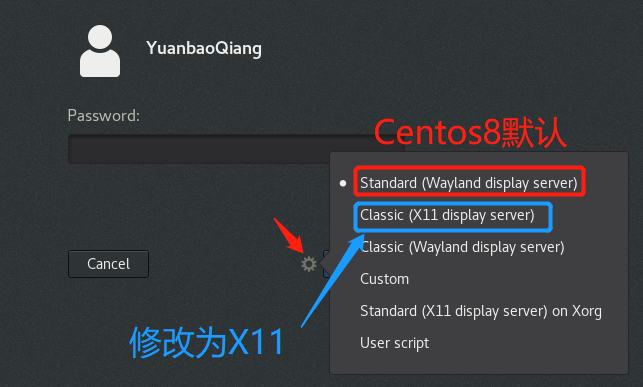 YuanbaoQiang
Password:
Centos8默认
Standard (Wayland display server)
Classic (X11 display server)
Classic (Wayland display server)
Custom
Standard (X11 display server) on Xorg
User script
Cancel
修改为X11